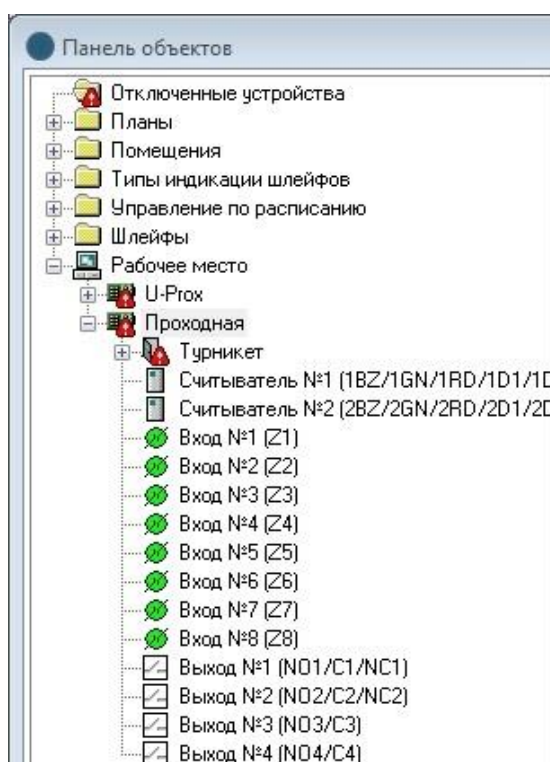 Панель объектов
Отключенные устройства
Планы
Помещения
Типы индикации шлейфов
Управление по расписанию
Шлейфы
Рабочее место
U-Prox
Проходная
Турникет
Считыватель №1 (1BZ/1GN/1RD/1D1/1D
Считыватель №2 (2BZ/2GN/2RD/2D1/2D
Вход №1 (Z1)
Вход №2 (Z2)
Вход №3 (Z3)
Вход №4 (Z4)
Вход №5 (Z5)
Вход №6 (Z6)
Вход №7 (Z7)
Вход №8 (Z8)
Выход №1 (NO1/C1/NC1)
Выход №2 (NO2/C2/NC2)
Выход №3 (NO3/C3)
Выход №4 (NO4/C4)